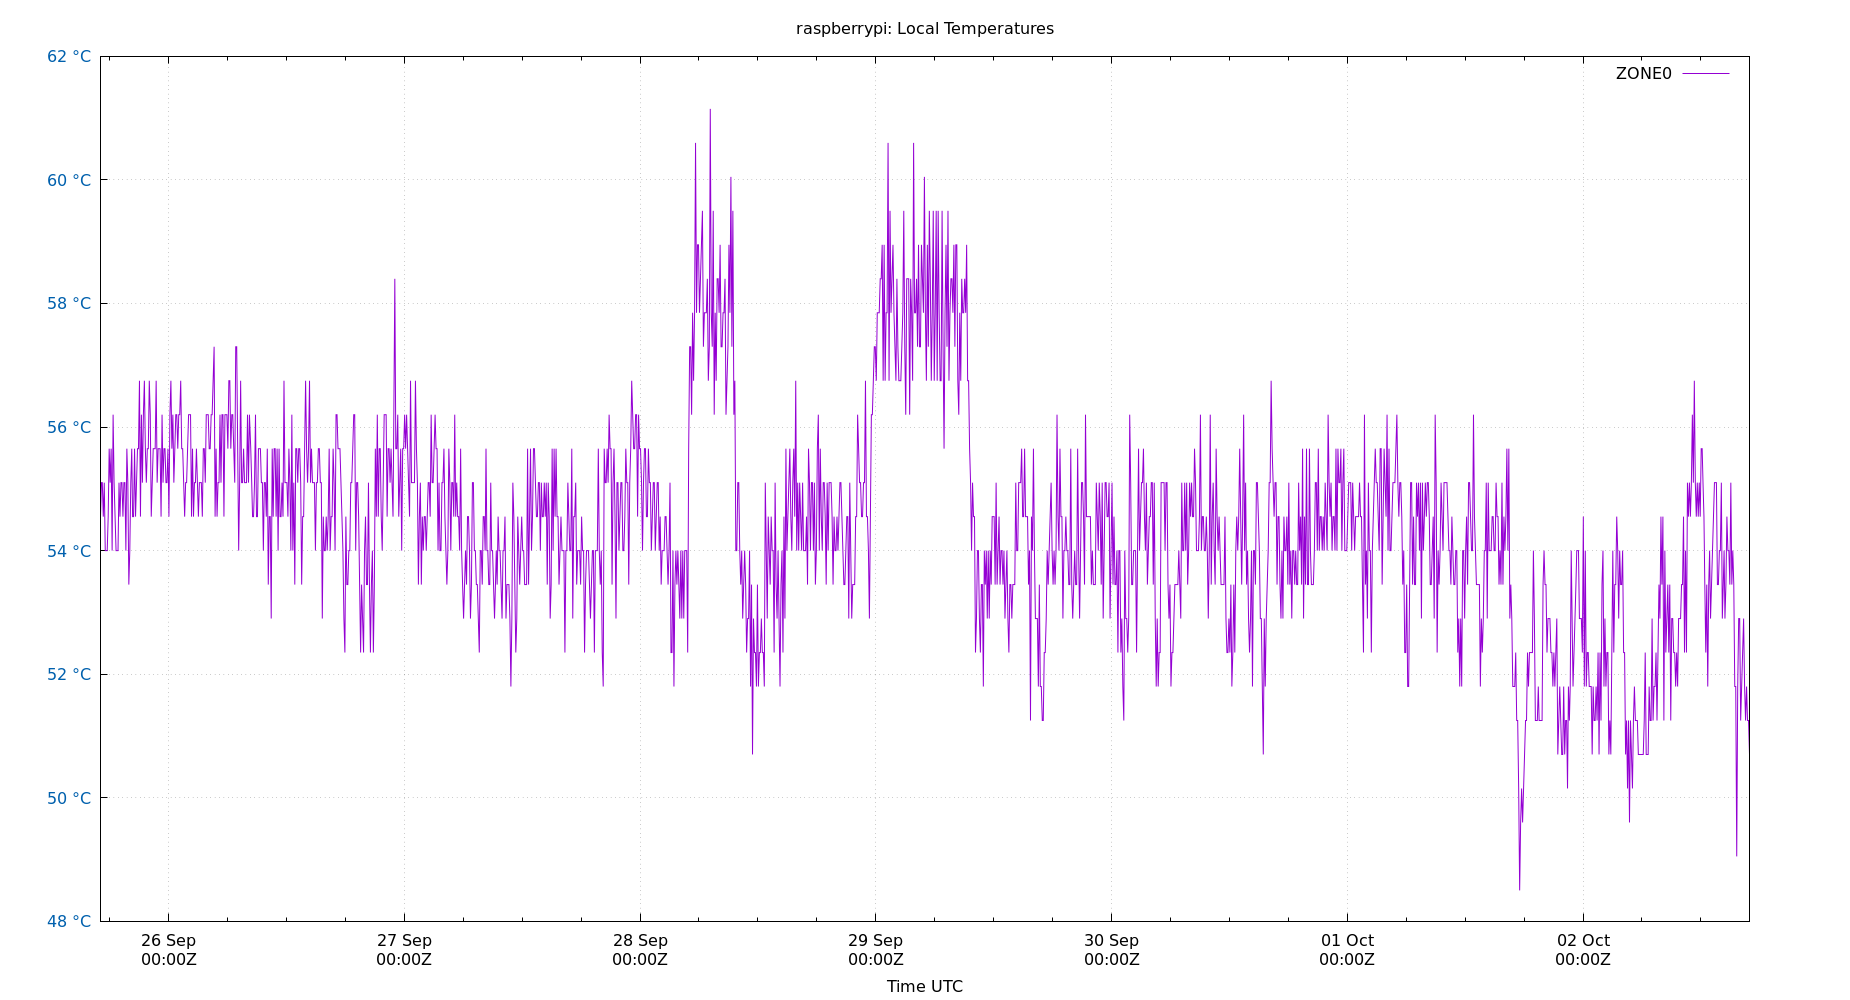 raspberrypi: Local Temperatures
62 °C
ZONE0
60 °C
58 °C
56 °C
54 °C
52 °C
50 °C
48 °C
26 Sep 27 Sep 28 Sep 29 Sep 30 Sep 01 Oct 02 Oct
00:00Z 00:00Z 00:00Z 00:00Z 00:00Z 00:00Z 00:00Z
Time UTC